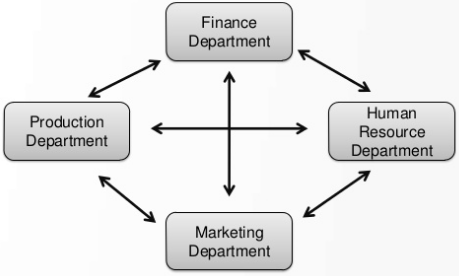 Finance
Department
Production
Department
Human
Resource
Department
Marketing
Department